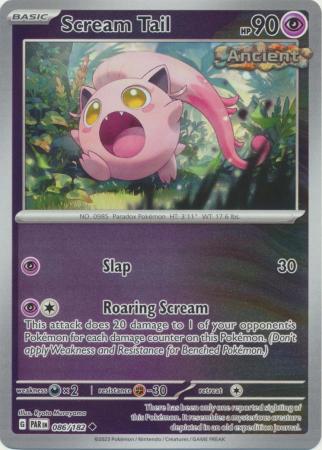 BASIC
Scream Tail
HP 90
Ancient
NO. 0985 Paradox Pokémon HT: 3'11" WT: 17.6 lbs.
Slap 30
Roaring Scream
This attack does 20 damage to 1 of your opponent's
Pokémon for each damage counter on this Pokémon. (Don't
apply Weakness and Resistance for Benched Pokémon.)
weakness ×2 resistance -30 retreat
Illus. Kyoko Murayama
There has been only one reported
sighting of this Pokémon. It resembles
a mysterious creature depicted
in an old expedition journal.
G PAR EN 086/182
©2023 Pokémon / Nintendo / Creatures / GAME FREAK